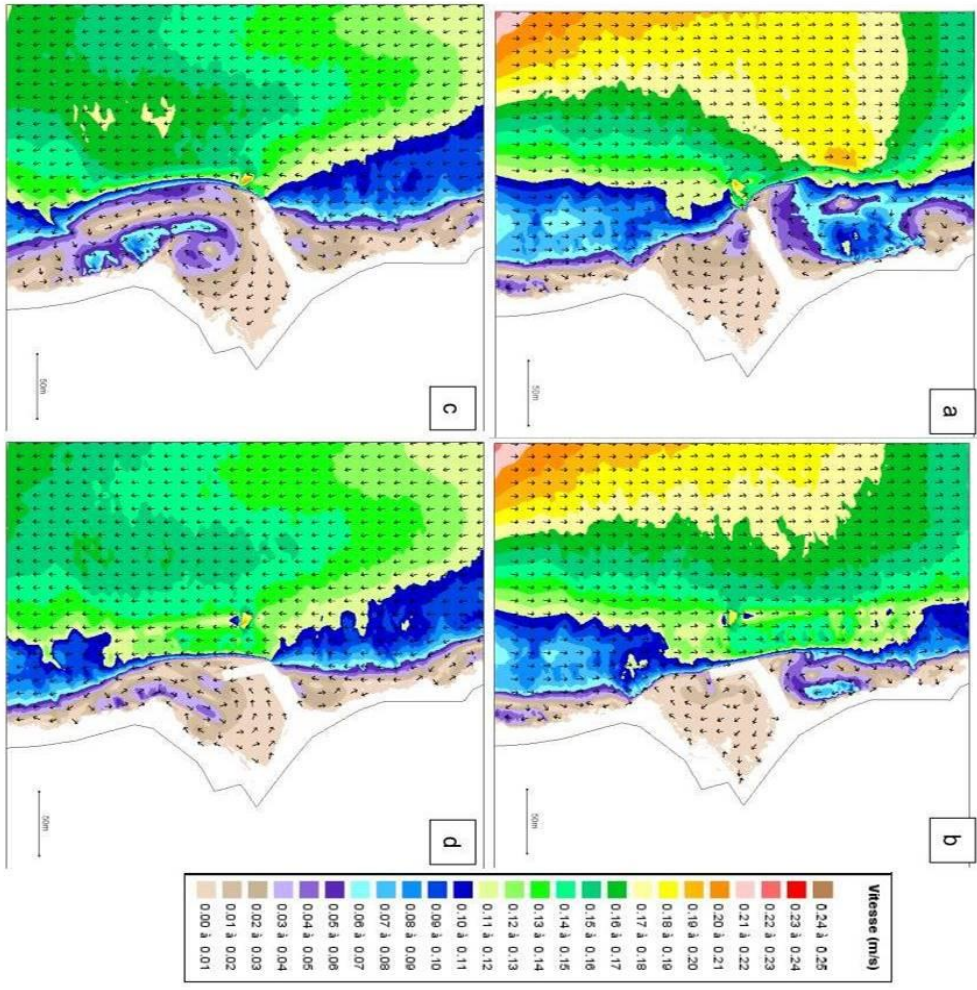 a
50m
b
50m
c
50m
d
50m
Vitesse (m/s)
0.24 à 0.25
0.23 à 0.24
0.22 à 0.23
0.21 à 0.22
0.20 à 0.21
0.19 à 0.20
0.18 à 0.19
0.17 à 0.18
0.16 à 0.17
0.15 à 0.16
0.14 à 0.15
0.13 à 0.14
0.12 à 0.13
0.11 à 0.12
0.10 à 0.11
0.09 à 0.10
0.08 à 0.09
0.07 à 0.08
0.06 à 0.07
0.05 à 0.06
0.04 à 0.05
0.03 à 0.04
0.02 à 0.03
0.01 à 0.02
0.00 à 0.01